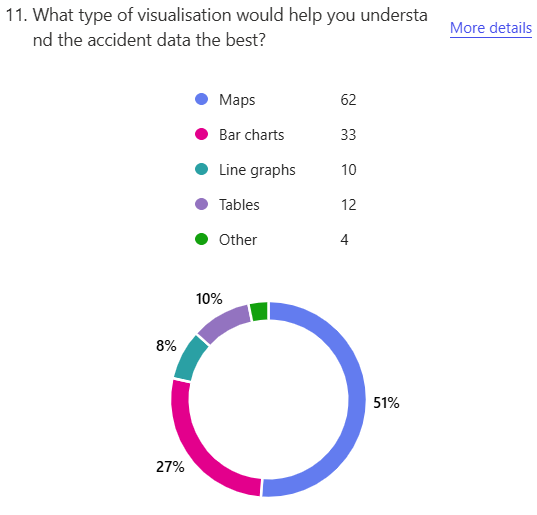 11. What type of visualisation would help you understa
nd the accident data the best?
More details
Maps 62
Bar charts 33
Line graphs 10
Tables 12
Other 4
10%
8%
51%
27%